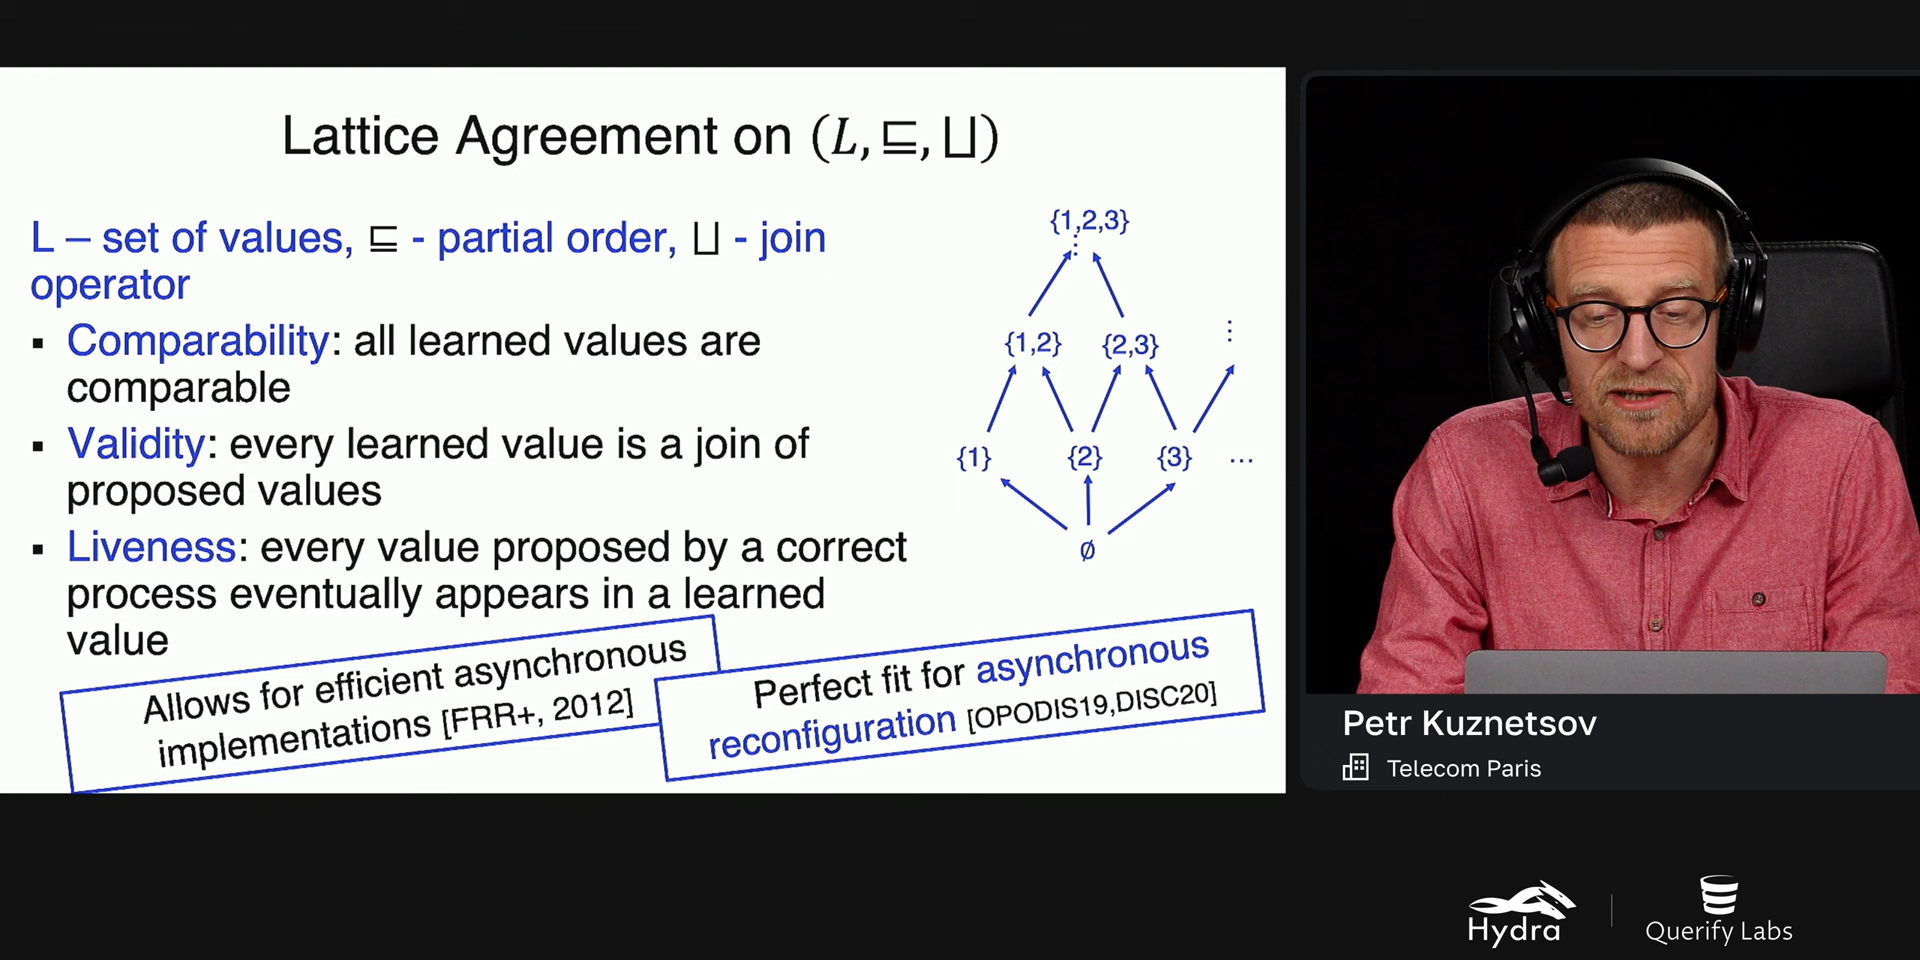 Lattice Agreement on (L, ⊑, ⊔)
L – set of values, ⊑ - partial order, ⊔ - join
operator
▪ Comparability: all learned values are
comparable
▪ Validity: every learned value is a join of
proposed values
▪ Liveness: every value proposed by a correct
process eventually appears in a learned
value
{1,2,3}
⋮
{1,2} {2,3} ⋮
{1} {2} {3} ...
∅
Allows for efficient asynchronous
implementations [FRR+, 2012]
Perfect fit for asynchronous
reconfiguration [OPODIS19,DISC20]
Petr Kuznetsov
Telecom Paris
Hydra
Querify Labs